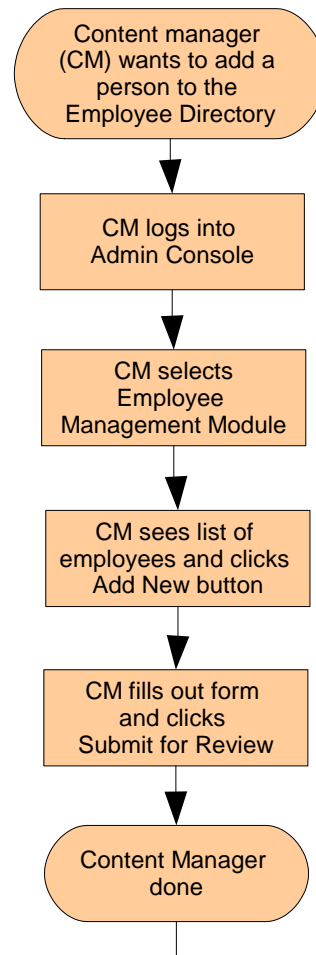 Content manager
(CM) wants to add a
person to the
Employee Directory
CM logs into
Admin Console
CM selects
Employee
Management Module
CM sees list of
employees and clicks
Add New button
CM fills out form
and clicks
Submit for Review
Content Manager
done